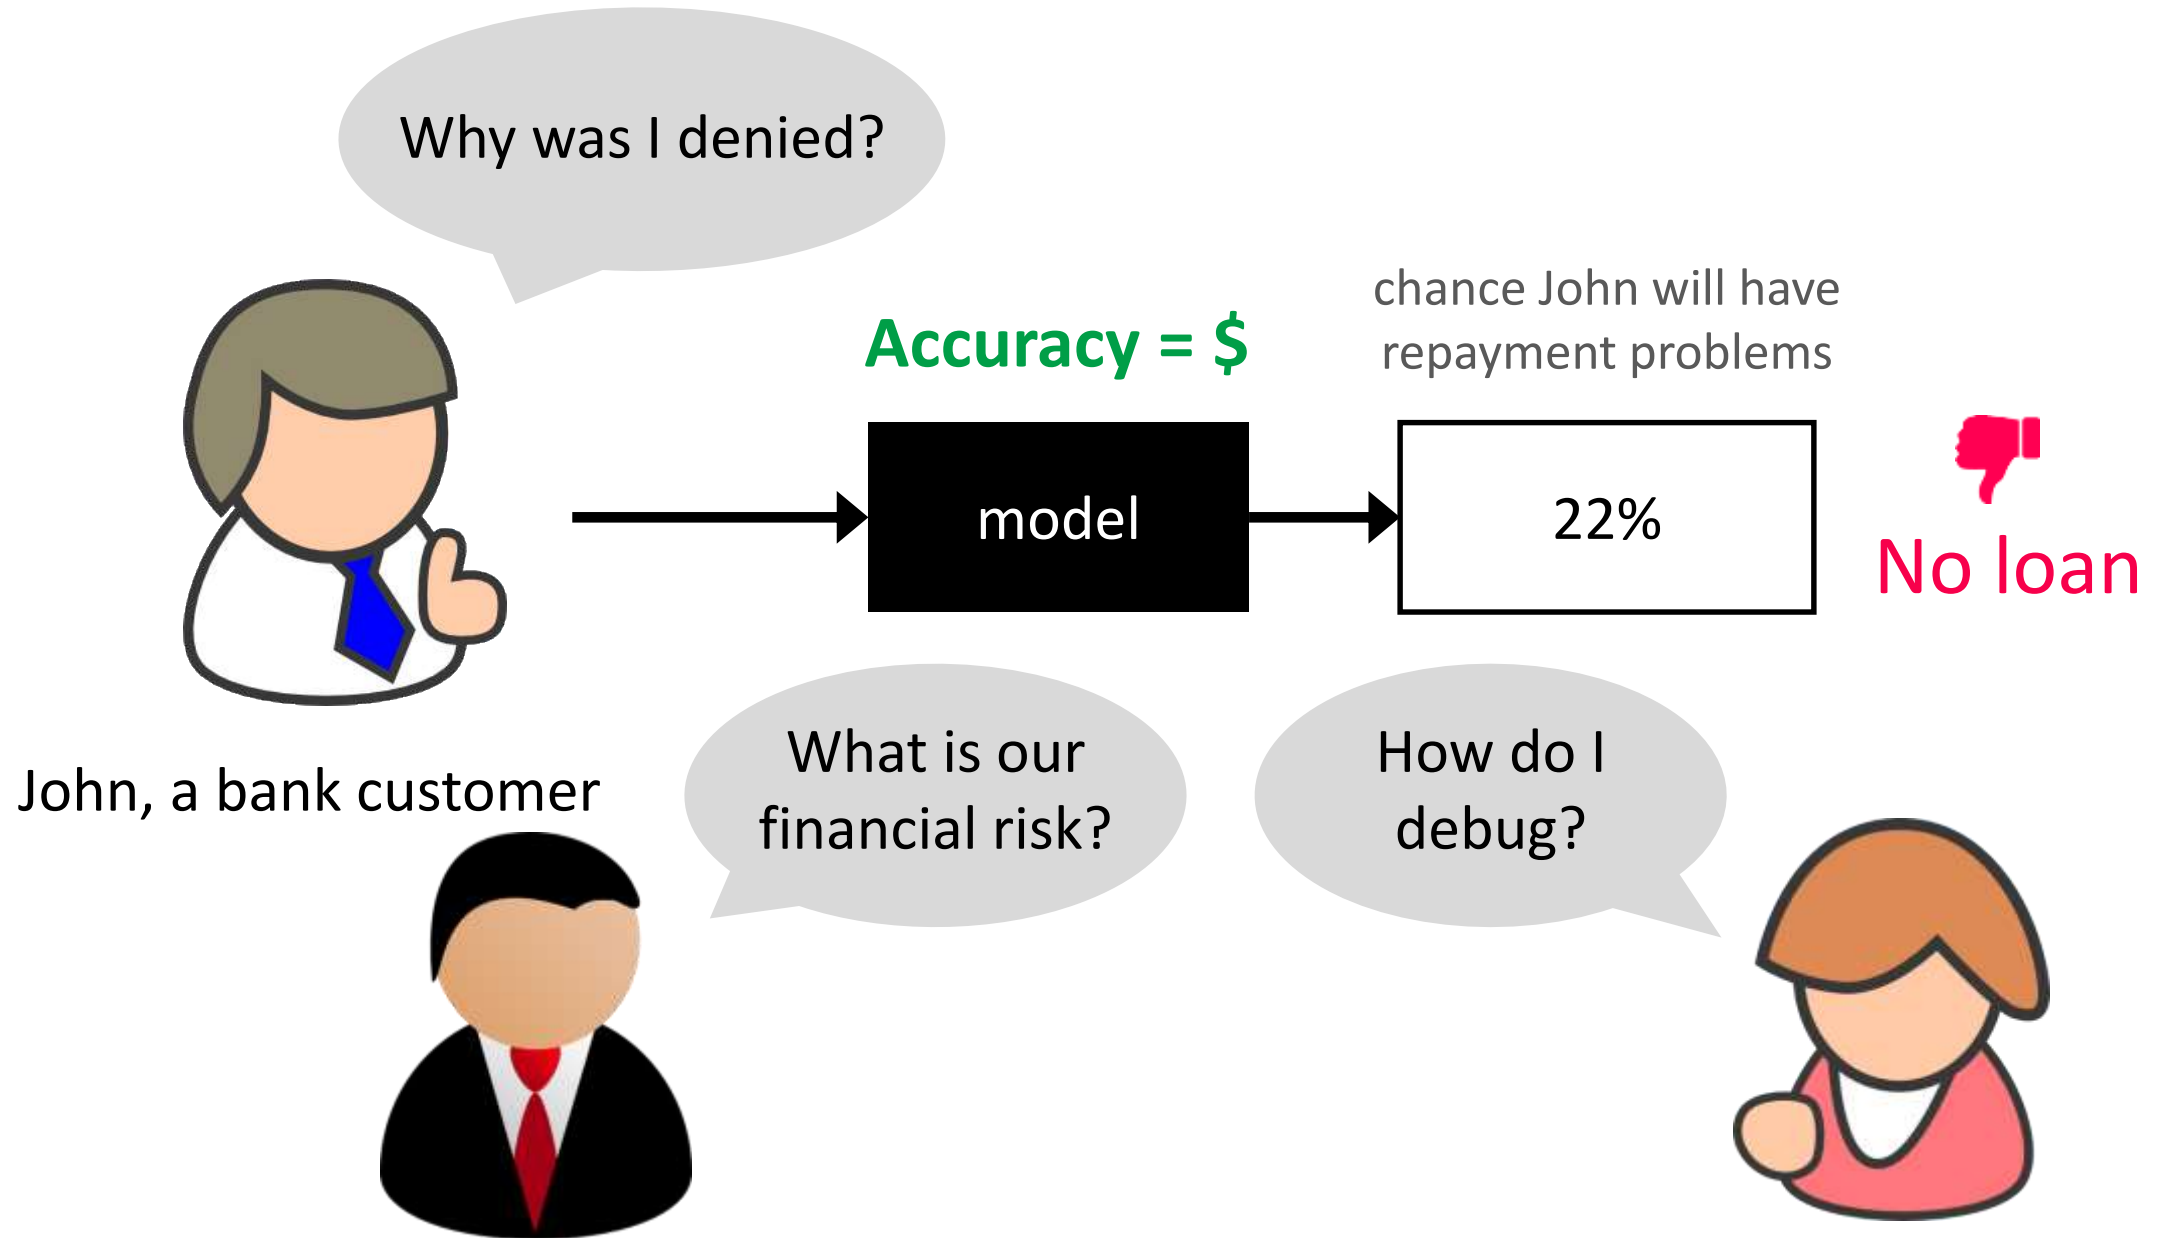 Why was I denied?
Accuracy = $
chance John will have
repayment problems
model
22%
No loan
John, a bank customer
What is our
financial risk?
How do I
debug?